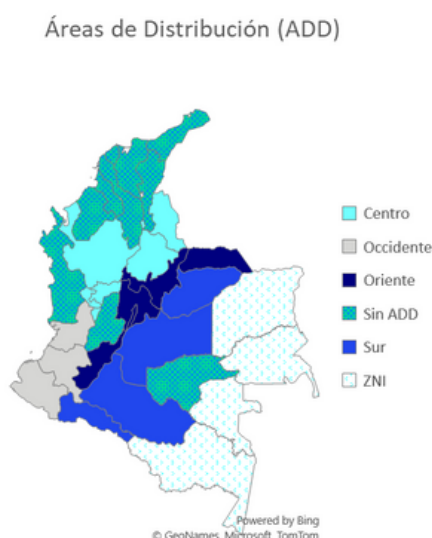 Áreas de Distribución (ADD)
Centro
Occidente
Oriente
Sin ADD
Sur
ZNI
Powered by Bing
© GeoNames, Microsoft, TomTom